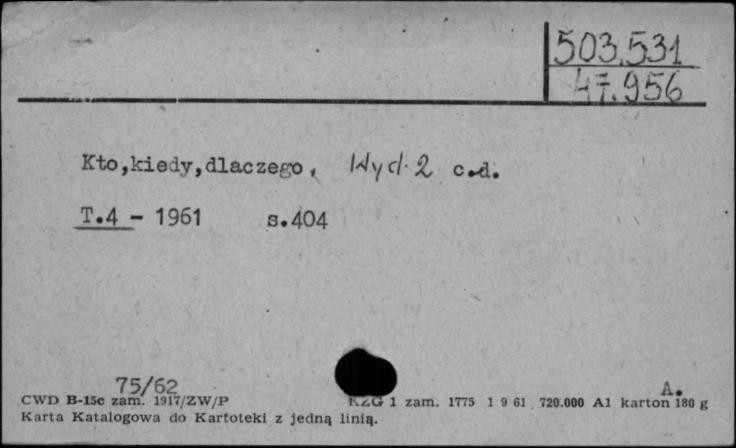 503.531
47.956
Kto,kiedy,dlaczego, Wyd. 2 c.d.
T.4 - 1961 s.404
75/62 A.
CWD B-15c zam. 1917/ZW/P KZG 1 zam. 1775 1 9 61 720.000 A1 karton 180 g
Karta Katalogowa do Kartoteki z jedną linią.